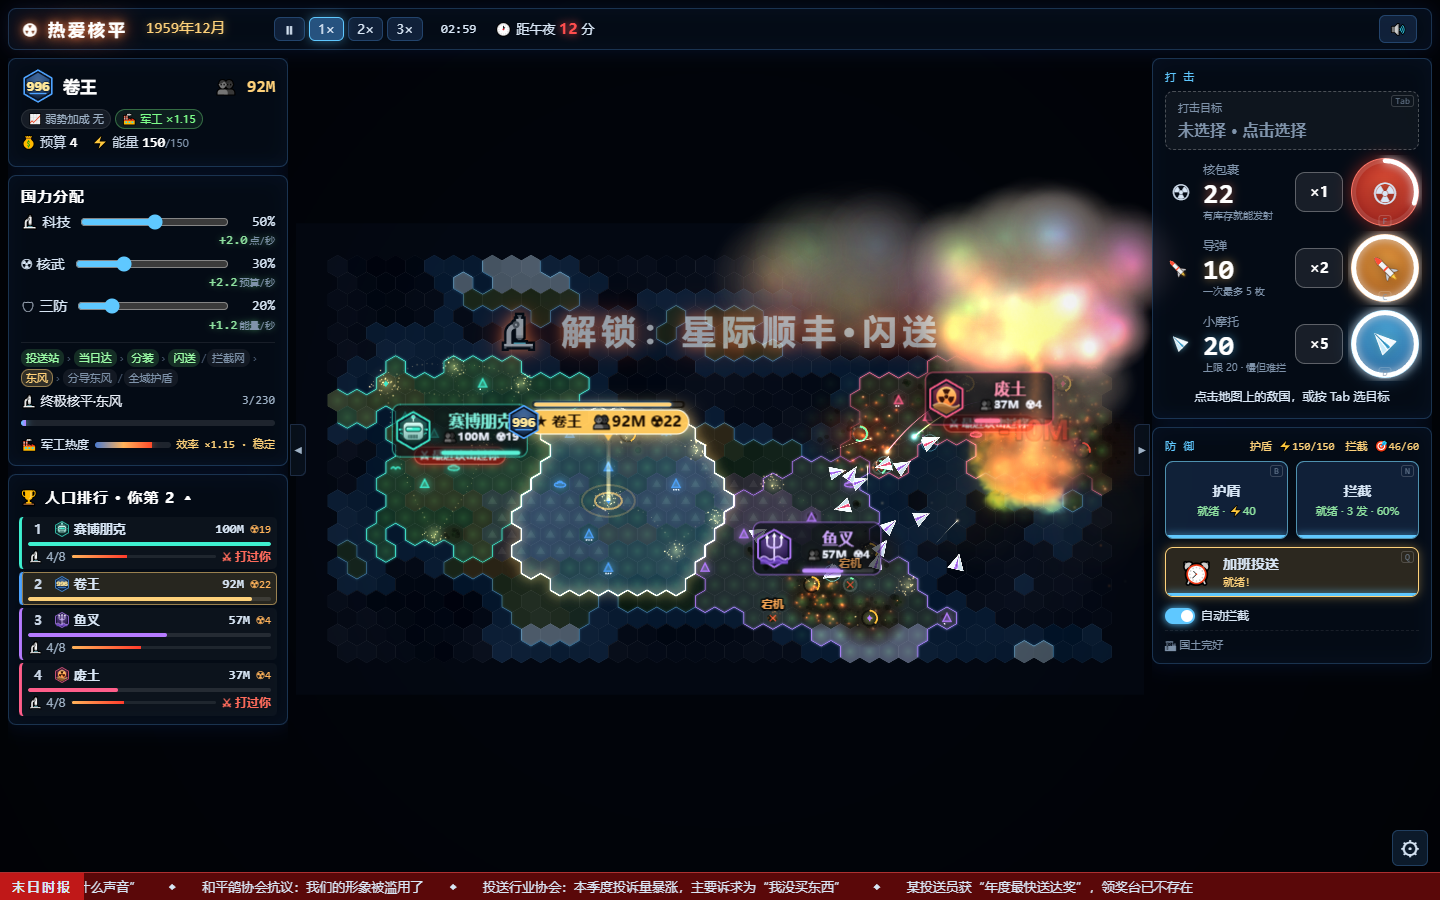 热爱核平
1959年12月
1× 2× 3×
02:59
距午夜 12 分
996 卷王 92M
弱势加成 无
军工 ×1.15
预算 4 能量 150/150
国力分配
科技 50%
+2.0点/秒
核武 30%
+2.2预算/秒
三防 20%
+1.2能量/秒
投送站 › 当日达 › 分装 › 闪送 / 拦截网 ›
东风 › 分导东风 / 全域护盾
终极核平·东风 3/230
军工热度 效率 ×1.15 · 稳定
人口排行 · 你第 2
1 赛博朋克 100M 19
4/8 打过你
2 996 卷王 92M 22
3 鱼叉 57M 4
4/8
4 废土 37M 4
4/8 打过你
解锁：星际顺丰·闪送
赛博朋克
100M 19
996 ★ 卷王 92M 22
废土
37M 4
鱼叉
57M 4
宕机
宕机
打击
打击目标 Tab
未选择 • 点击选择
核包裹
22
有库存就能发射
×1
导弹
10
一次最多 5 枚
×2
小摩托
20
上限 20 · 慢但难拦
×5
点击地图上的敌国，或按 Tab 选目标
防御 护盾 150/150 拦截 46/60
护盾 B
就绪 · 40
拦截 N
就绪 · 3 发 · 60%
加班投送 Q
就绪!
自动拦截
国土完好
末日时报 什么声音” ◆ 和平鸽协会抗议：我们的形象被滥用了 ◆ 投送行业协会：本季度投诉量暴涨，主要诉求为“我没买东西” ◆ 某投送员获“年度最快送达奖”，领奖台已不存在